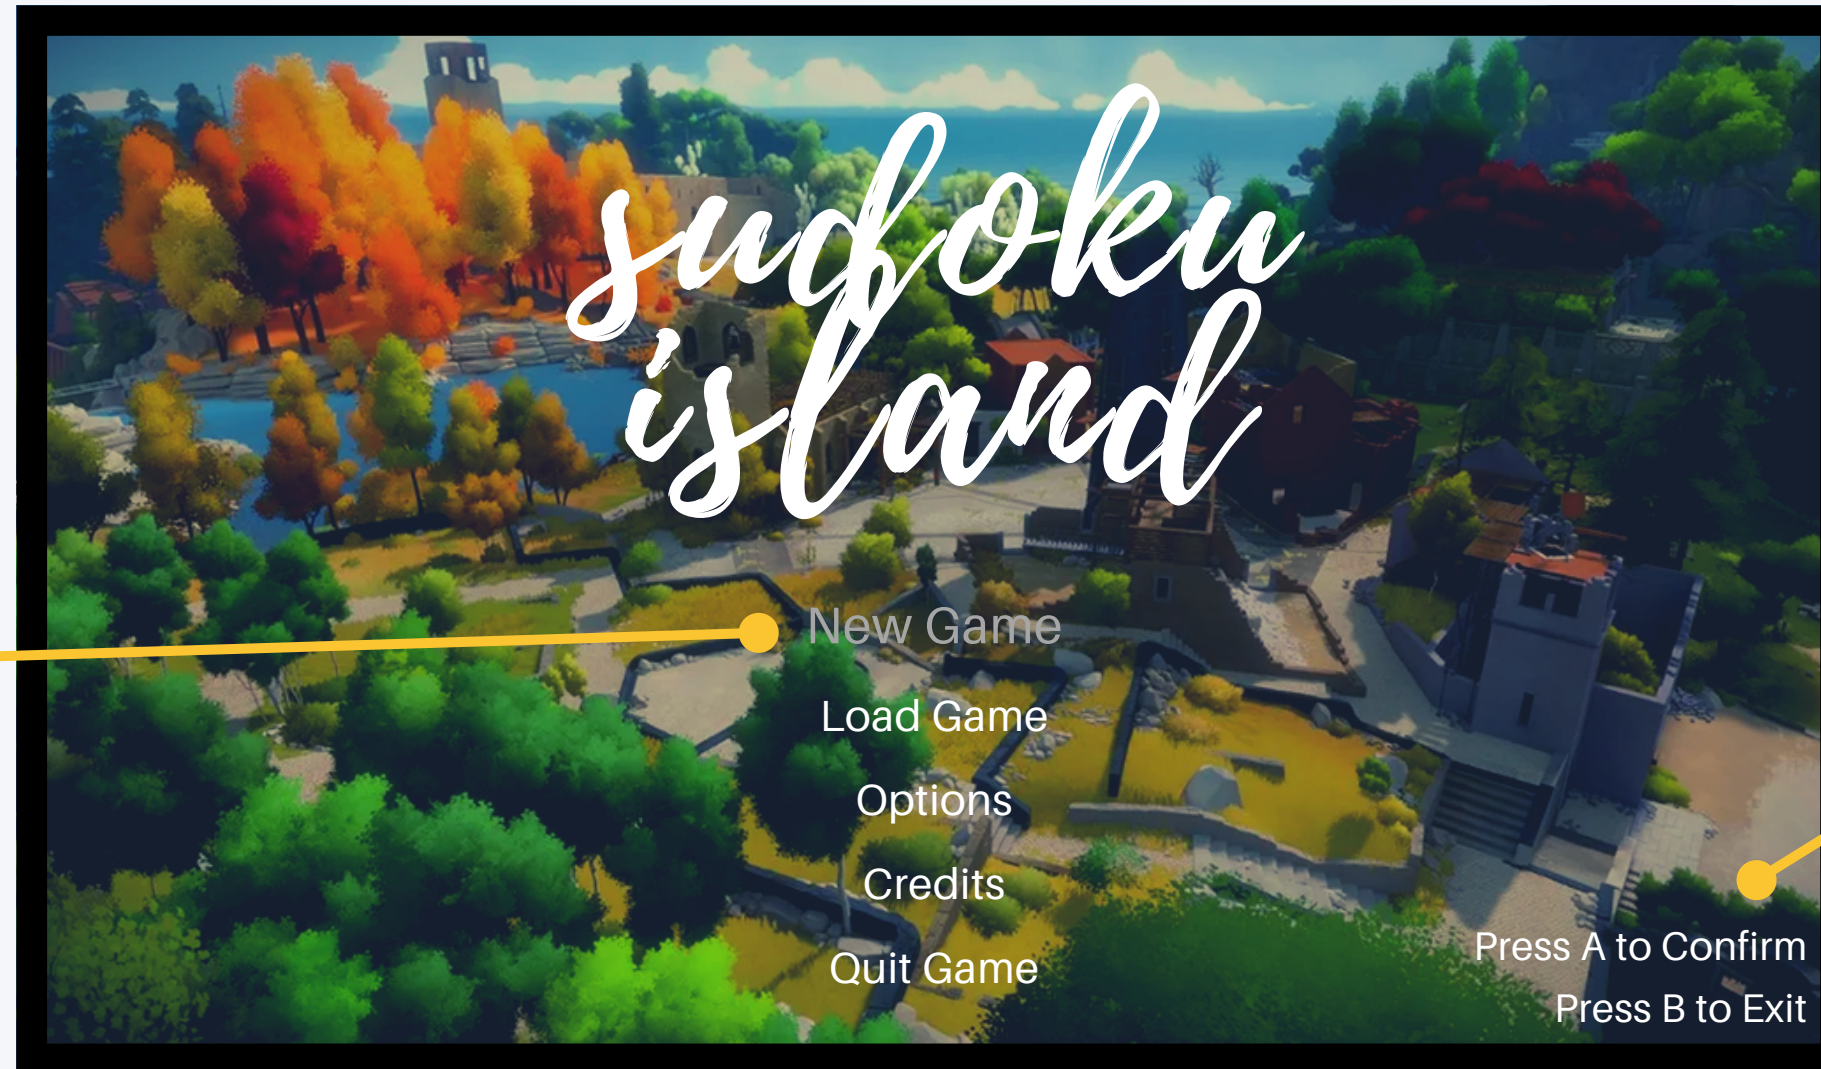 sudoku
island
New Game
Load Game
Options
Credits
Quit Game
Press A to Confirm
Press B to Exit